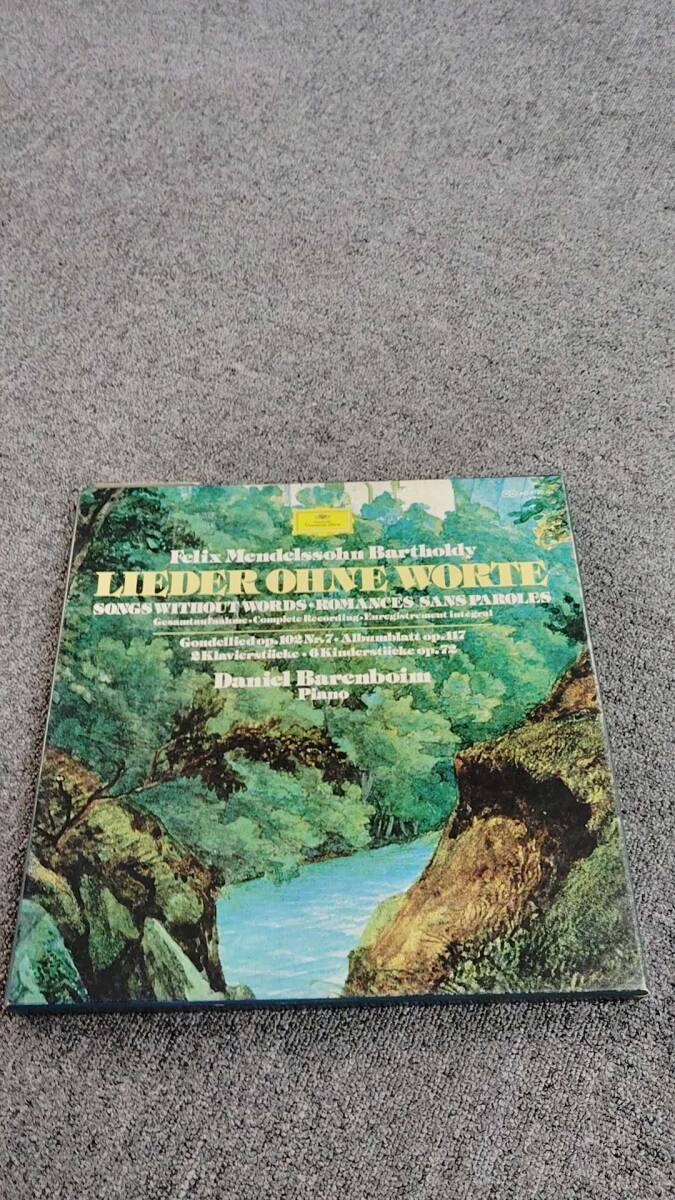 Felix Mendelssohn Bartholdy
LIEDER OHNE WORTE
SONGS WITHOUT WORDS · ROMANCES SANS PAROLES
Gesamtaufnahme · Complete Recording · Enregistrement intégral
Gondellied op. 102 Nr. 7 · Albumblatt op. 117
2 Klavierstücke · 6 Kinderstücke op. 72
Daniel Barenboim
Piano